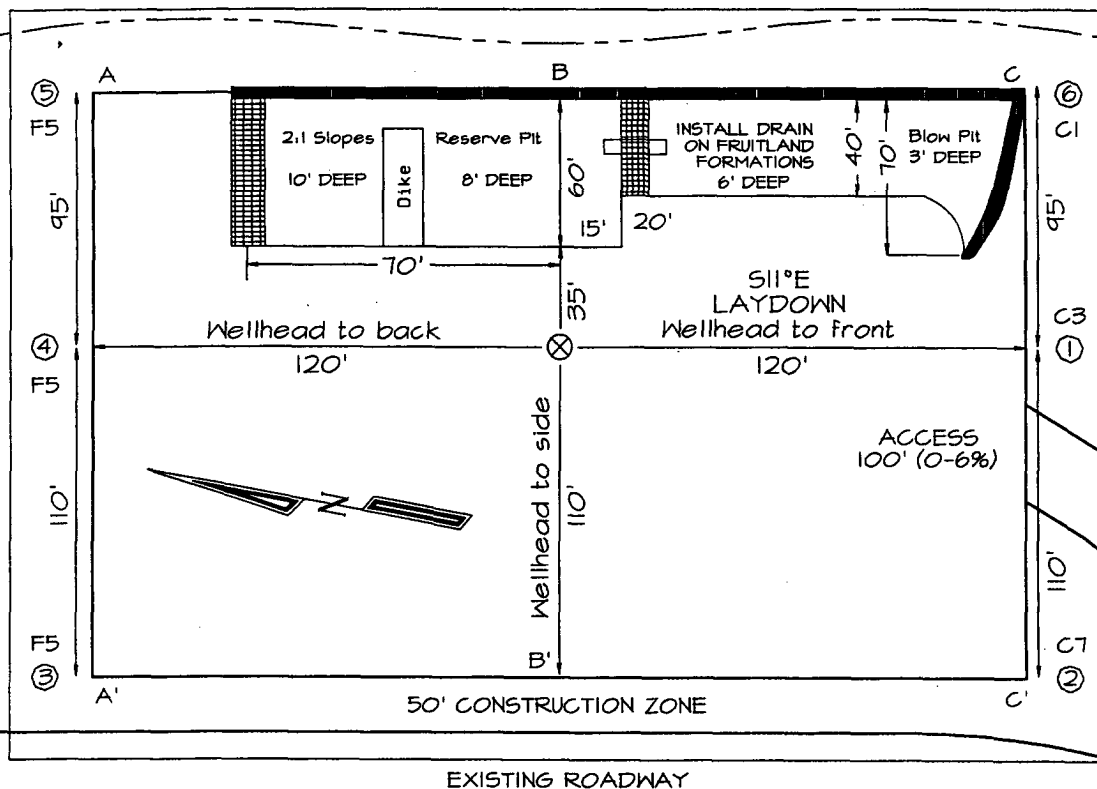 A
B
C
5
F5
6
C1
2:1 Slopes
Reserve Pit
10' DEEP
8' DEEP
Dike
60'
INSTALL DRAIN
ON FRUITLAND
FORMATIONS
6' DEEP
40'
70'
Blow Pit
3' DEEP
95'
95'
15'
20'
70'
35'
S11°E
LAYDOWN
Wellhead to back
Wellhead to front
120'
120'
4
F5
C3
1
Wellhead to side
110'
ACCESS
100' (0-6%)
N
110'
110'
F5
3
A'
B'
C7
2
C'
50' CONSTRUCTION ZONE
EXISTING ROADWAY